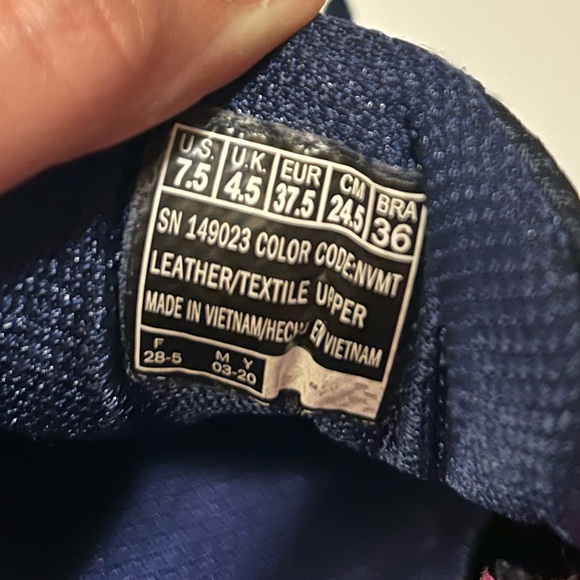 U.S. U.K. EUR CM BRA
7.5 4.5 37.5 24.5 36
SN 149023 COLOR CODE:NVMT
LEATHER/TEXTILE UPPER
MADE IN VIETNAM/HECHO EN VIETNAM
F M Y
28-5 03-20